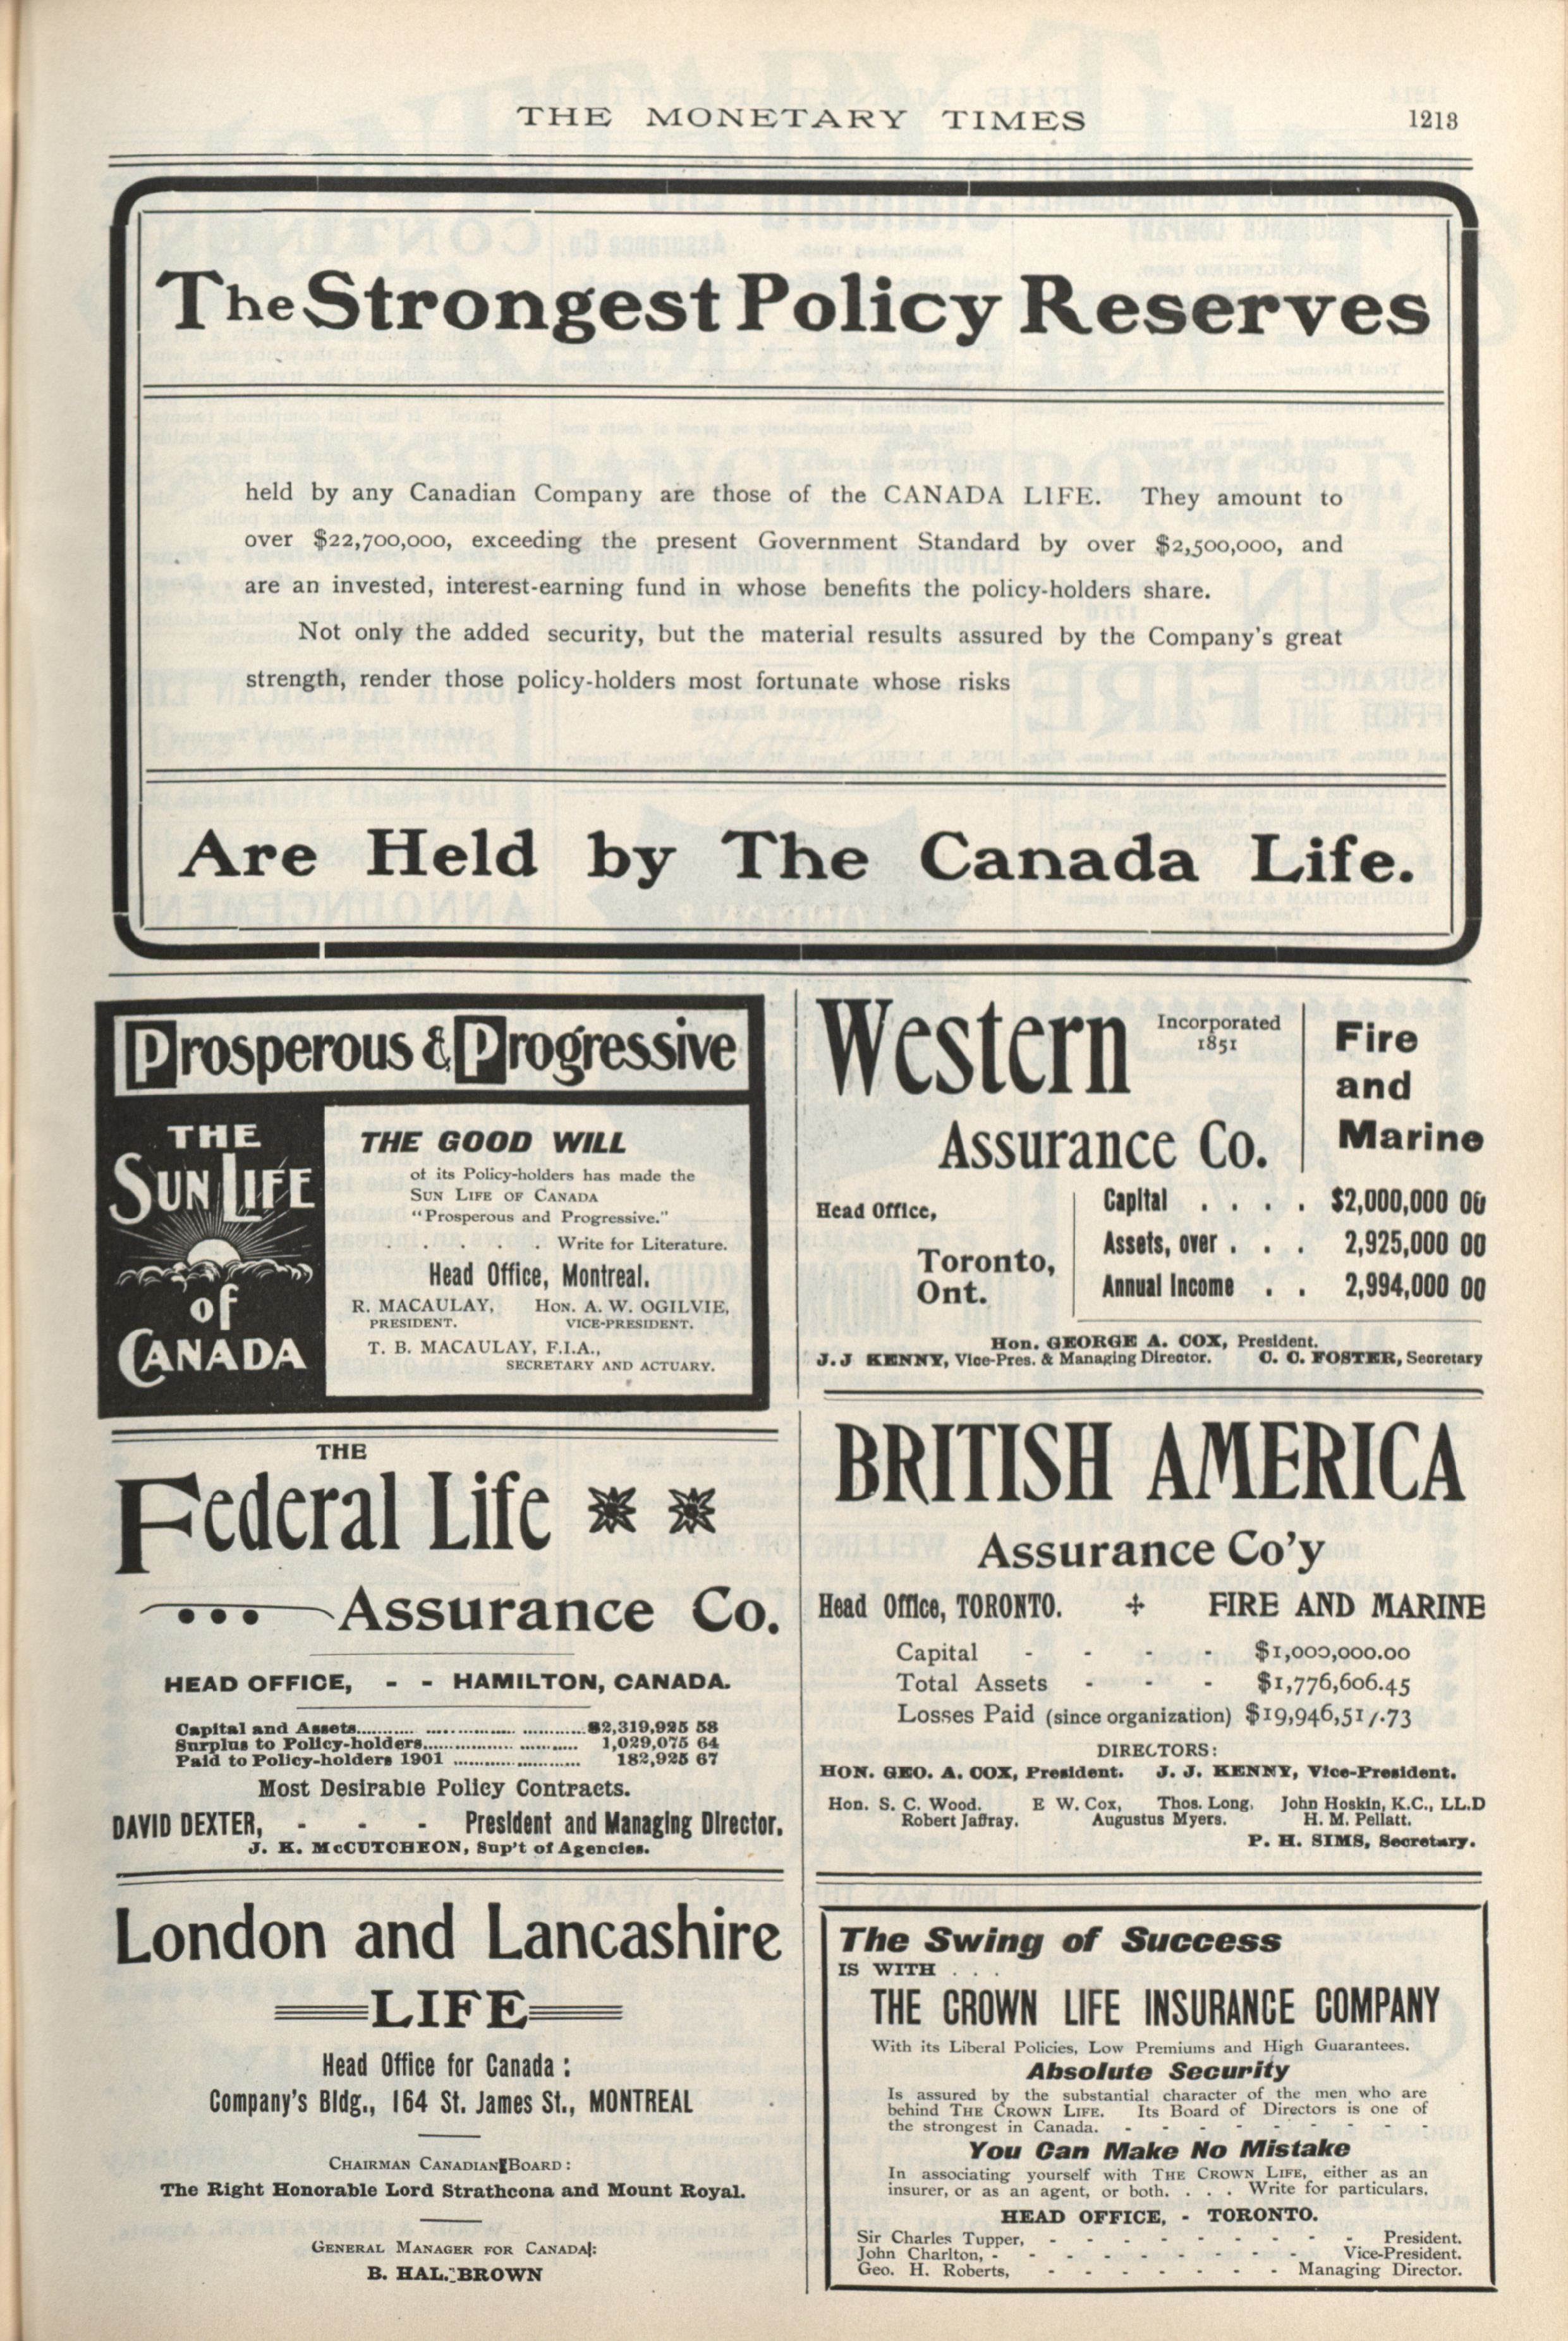 THE MONETARY TIMES 1213
The Strongest Policy Reserves
held by any Canadian Company are those of the CANADA LIFE. They amount to
over $22,700,000, exceeding the present Government Standard by over $2,500,000, and
are an invested, interest-earning fund in whose benefits the policy-holders share.
Not only the added security, but the material results assured by the Company's great
strength, render those policy-holders most fortunate whose risks
Are Held by The Canada Life.
Prosperous & Progressive
THE
SUN LIFE
of
CANADA
THE GOOD WILL
of its Policy-holders has made the
SUN LIFE OF CANADA
"Prosperous and Progressive."
. . . . . Write for Literature.
Head Office, Montreal.
R. MACAULAY, HON. A. W. OGILVIE,
PRESIDENT. VICE-PRESIDENT.
T. B. MACAULAY, F.I.A.,
SECRETARY AND ACTUARY.
THE
Federal Life
Assurance Co.
HEAD OFFICE, - - HAMILTON, CANADA.
Capital and Assets........... ................ ............$2,319,925 58
Surplus to Policy-holders................ ........... 1,029,075 64
Paid to Policy-holders 1901 ....................... 182,925 67
Most Desirable Policy Contracts.
DAVID DEXTER, - - - President and Managing Director.
J. K. McCUTCHEON, Sup't of Agencies.
London and Lancashire
LIFE
Head Office for Canada :
Company's Bldg., 164 St. James St., MONTREAL
CHAIRMAN CANADIAN BOARD :
The Right Honorable Lord Strathcona and Mount Royal.
GENERAL MANAGER FOR CANADA:
B. HAL. BROWN
Western
Incorporated
1851
Assurance Co.
Fire
and
Marine
Head Office,
Toronto,
Ont.
Capital . . . . $2,000,000 00
Assets, over . . . 2,925,000 00
Annual Income . . 2,994,000 00
Hon. GEORGE A. COX, President.
J. J KENNY, Vice-Pres. & Managing Director. C. C. FOSTER, Secretary
BRITISH AMERICA
Assurance Co'y
Head Office, TORONTO. ✢ FIRE AND MARINE
Capital - - - - $1,000,000.00
Total Assets - - - $1,776,606.45
Losses Paid (since organization) $19,946,517.73
DIRECTORS:
HON. GEO. A. COX, President. J. J. KENNY, Vice-President.
Hon. S. C. Wood. E W. Cox, Thos. Long, John Hoskin, K.C., LL.D
Robert Jaffray. Augustus Myers. H. M. Pellatt.
P. H. SIMS, Secretary.
The Swing of Success
IS WITH . . .
THE CROWN LIFE INSURANCE COMPANY
With its Liberal Policies, Low Premiums and High Guarantees.
Absolute Security
Is assured by the substantial character of the men who are
behind THE CROWN LIFE. Its Board of Directors is one of
the strongest in Canada. - - - - - - - - -
You Can Make No Mistake
In associating yourself with THE CROWN LIFE, either as an
insurer, or as an agent, or both. . . . Write for particulars.
HEAD OFFICE, - TORONTO.
Sir Charles Tupper, - - - - - - - - - President.
John Charlton, - - - - - - - - - Vice-President.
Geo. H. Roberts, - - - - - - - Managing Director.